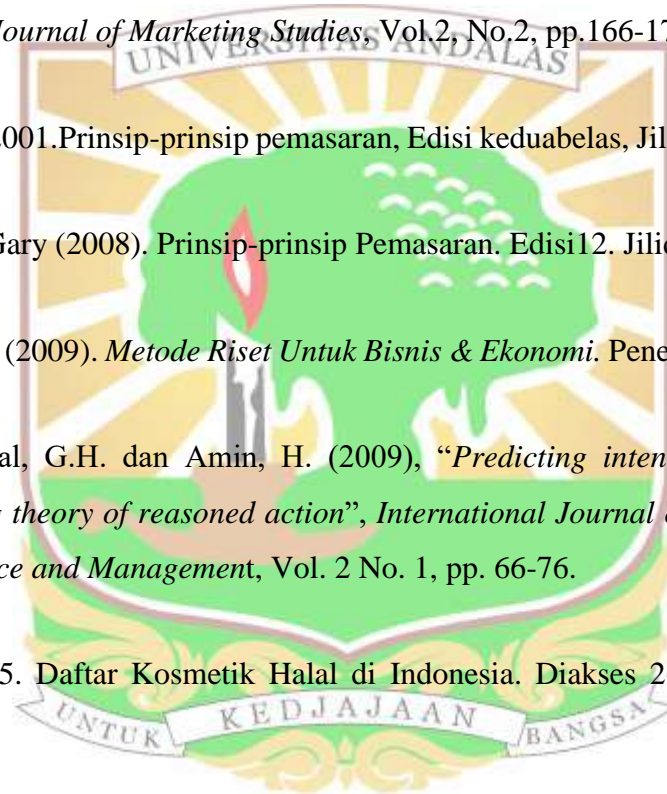 Journal of Marketing Studies, Vol.2, No.2, pp.166-17
UNIVERSITAS ANDALAS
2001.Prinsip-prinsip pemasaran, Edisi keduabelas, Jil
Gary (2008). Prinsip-prinsip Pemasaran. Edisi12. Jilid
(2009). Metode Riset Untuk Bisnis & Ekonomi. Pene
al, G.H. dan Amin, H. (2009), “Predicting inten
theory of reasoned action”, International Journal
ce and Management, Vol. 2 No. 1, pp. 66-76.
5. Daftar Kosmetik Halal di Indonesia. Diakses 2
UNTUK KEDJAJAAN BANGSA